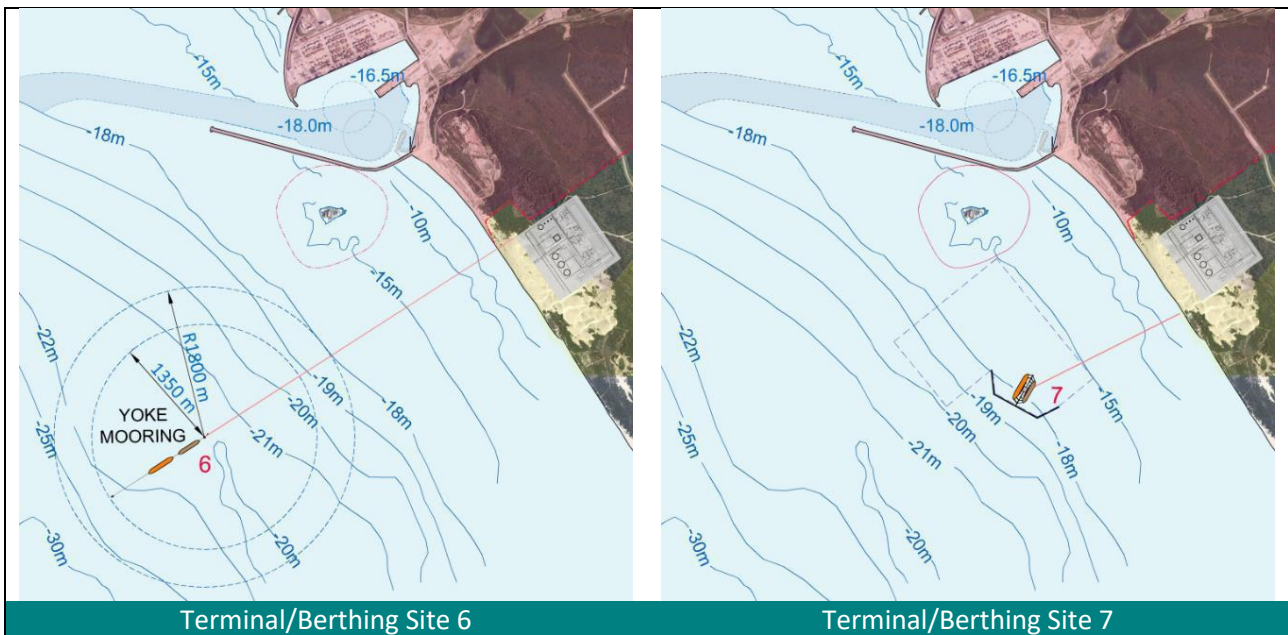 -15m
-16.5m
-18.0m
-18m
-10m
-15m
-22m
R1800 m
1350 m
YOKE
MOORING
6
-25m
-19m
-18m
-20m
-21m
-20m
-30m
Terminal/Berthing Site 6
-15m
-16.5m
-18.0m
-18m
-10m
-22m
7
-15m
-19m
-20m
-18m
-25m
-21m
-20m
-30m
Terminal/Berthing Site 7